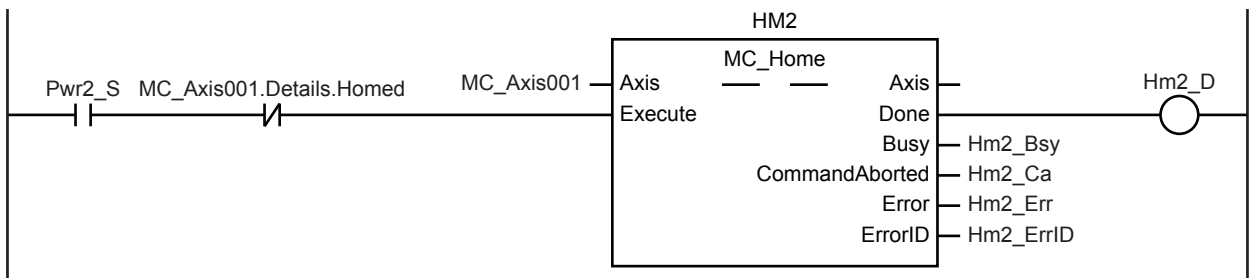 HM2
MC_Home
Pwr2_S MC_Axis001.Details.Homed MC_Axis001 Axis Axis Hm2_D
Execute Done
Busy Hm2_Bsy
CommandAborted Hm2_Ca
Error Hm2_Err
ErrorID Hm2_ErrID